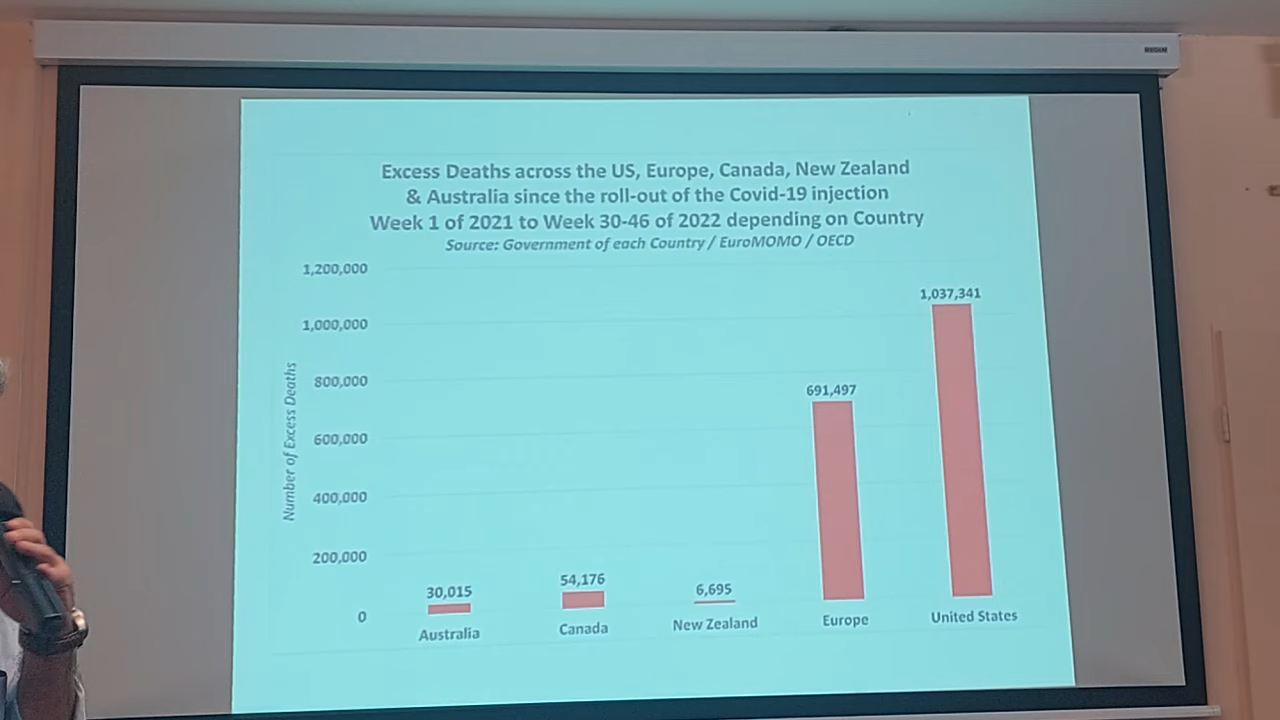 Excess Deaths across the US, Europe, Canada, New Zealand
& Australia since the roll-out of the Covid-19 injection
Week 1 of 2021 to Week 30-46 of 2022 depending on Country
Source: Government of each Country / EuroMOMO / OECD
Number of Excess Deaths
1,200,000
1,000,000
800,000
600,000
400,000
200,000
0
30,015
54,176
6,695
691,497
1,037,341
Australia
Canada
New Zealand
Europe
United States